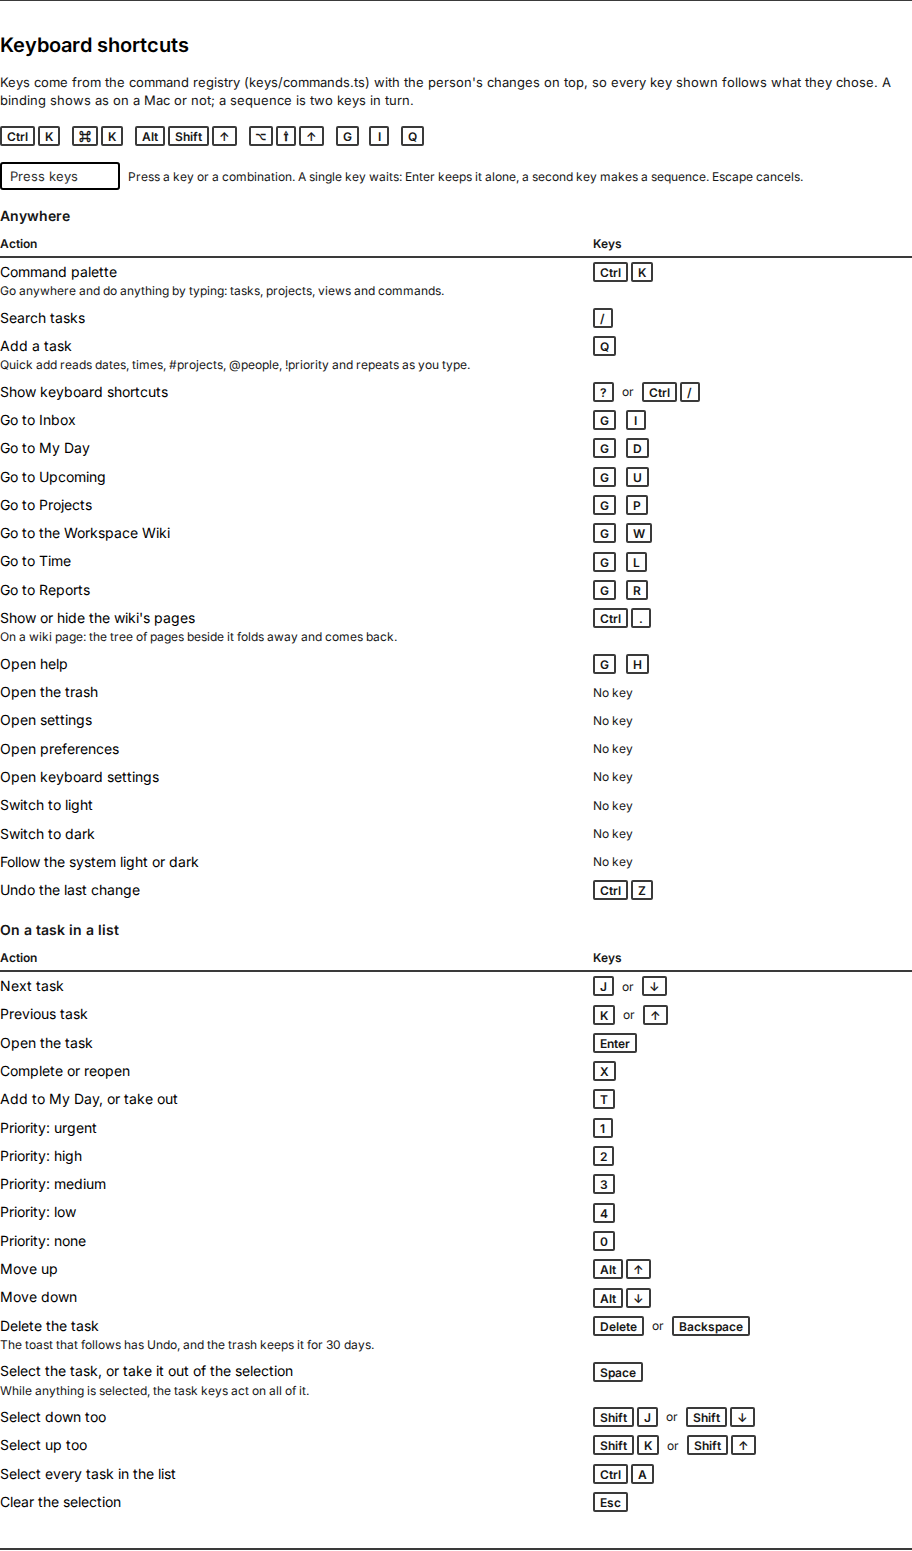 Keyboard shortcuts
Keys come from the command registry (keys/commands.ts) with the person's changes on top, so every key shown follows what they chose. A
binding shows as on a Mac or not; a sequence is two keys in turn.
Ctrl K ⌘ K Alt Shift ↑ ⌥ ⇧ ↑ G I Q
Press keys Press a key or a combination. A single key waits: Enter keeps it alone, a second key makes a sequence. Escape cancels.
Anywhere
Action Keys
Command palette Ctrl K
Go anywhere and do anything by typing: tasks, projects, views and commands.
Search tasks /
Add a task Q
Quick add reads dates, times, #projects, @people, !priority and repeats as you type.
Show keyboard shortcuts ? or Ctrl /
Go to Inbox G I
Go to My Day G D
Go to Upcoming G U
Go to Projects G P
Go to the Workspace Wiki G W
Go to Time G L
Go to Reports G R
Show or hide the wiki's pages Ctrl .
On a wiki page: the tree of pages beside it folds away and comes back.
Open help G H
Open the trash No key
Open settings No key
Open preferences No key
Open keyboard settings No key
Switch to light No key
Switch to dark No key
Follow the system light or dark No key
Undo the last change Ctrl Z
On a task in a list
Action Keys
Next task J or ↓
Previous task K or ↑
Open the task Enter
Complete or reopen X
Add to My Day, or take out T
Priority: urgent 1
Priority: high 2
Priority: medium 3
Priority: low 4
Priority: none 0
Move up Alt ↑
Move down Alt ↓
Delete the task Delete or Backspace
The toast that follows has Undo, and the trash keeps it for 30 days.
Select the task, or take it out of the selection Space
While anything is selected, the task keys act on all of it.
Select down too Shift J or Shift ↓
Select up too Shift K or Shift ↑
Select every task in the list Ctrl A
Clear the selection Esc